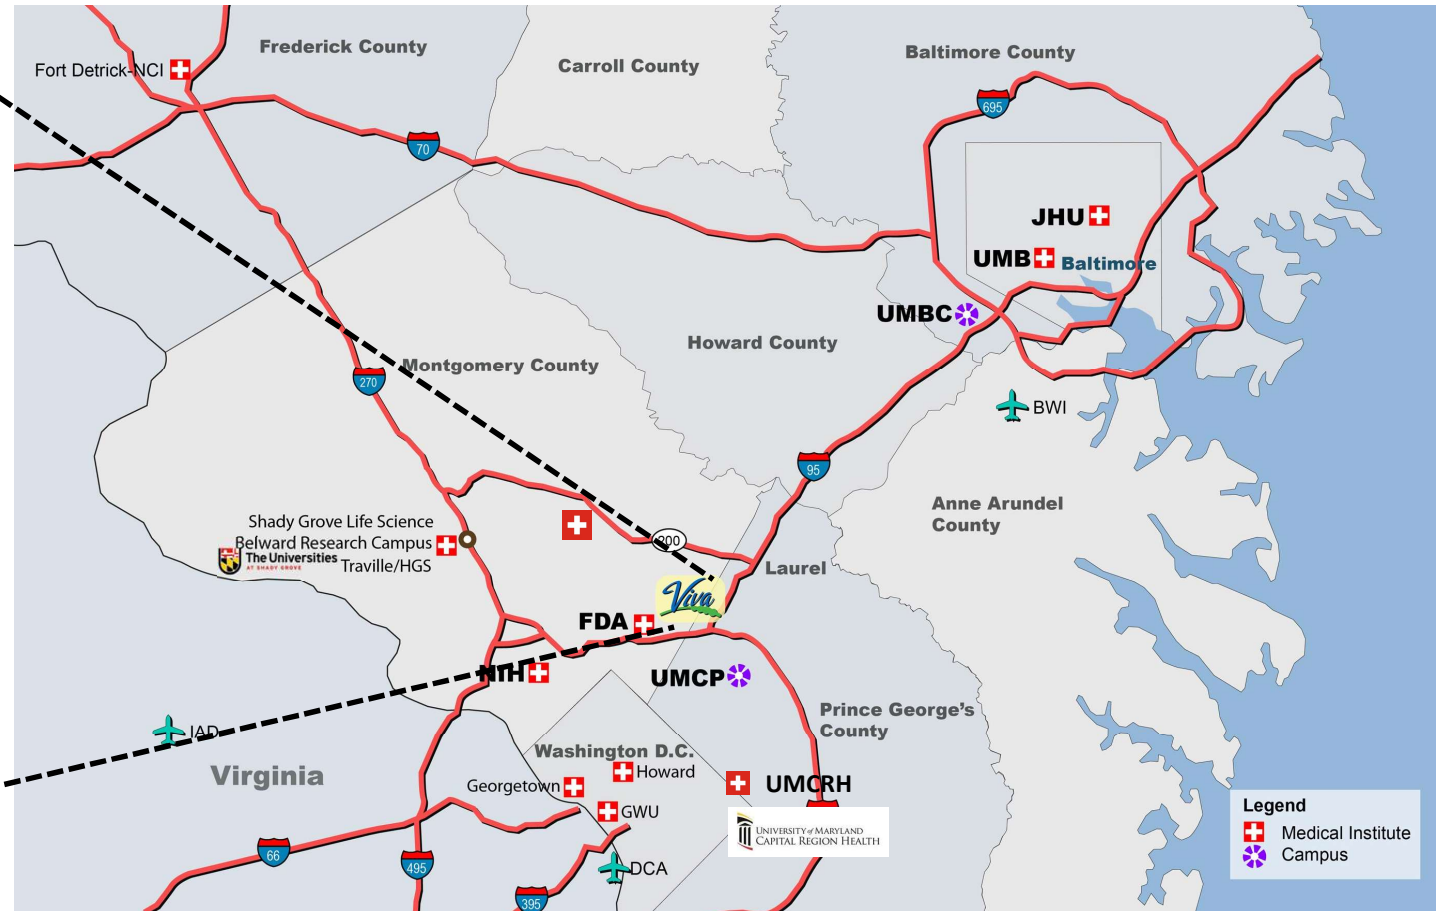 Frederick County
Carroll County
Baltimore County
Fort Detrick-NCI
695
70
JHU
UMB
Baltimore
UMBC
Howard County
Montgomery County
270
BWI
95
Anne Arundel
County
Shady Grove Life Science
Belward Research Campus
The Universities
AT SHADY GROVE
Traville/HGS
200
Laurel
Viva
FDA
NIH
UMCP
Prince George's
County
IAD
Washington D.C.
Virginia
Howard
Georgetown
UMCRH
GWU
UNIVERSITY of MARYLAND
CAPITAL REGION HEALTH
66
495
DCA
395
Legend
Medical Institute
Campus